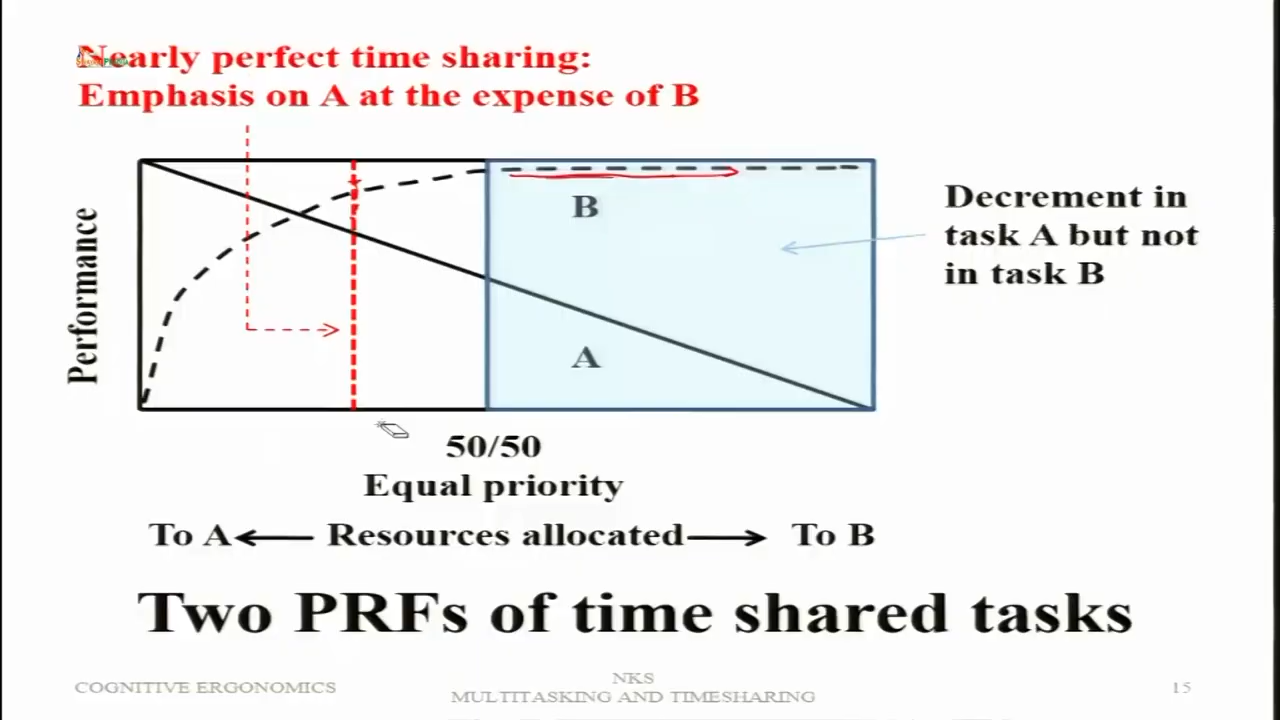 Nearly perfect time sharing:
Emphasis on A at the expense of B
Performance
B
A
Decrement in
task A but not
in task B
50/50
Equal priority
To A Resources allocated To B
Two PRFs of time shared tasks
COGNITIVE ERGONOMICS
NKS
MULTITASKING AND TIMESHARING
15